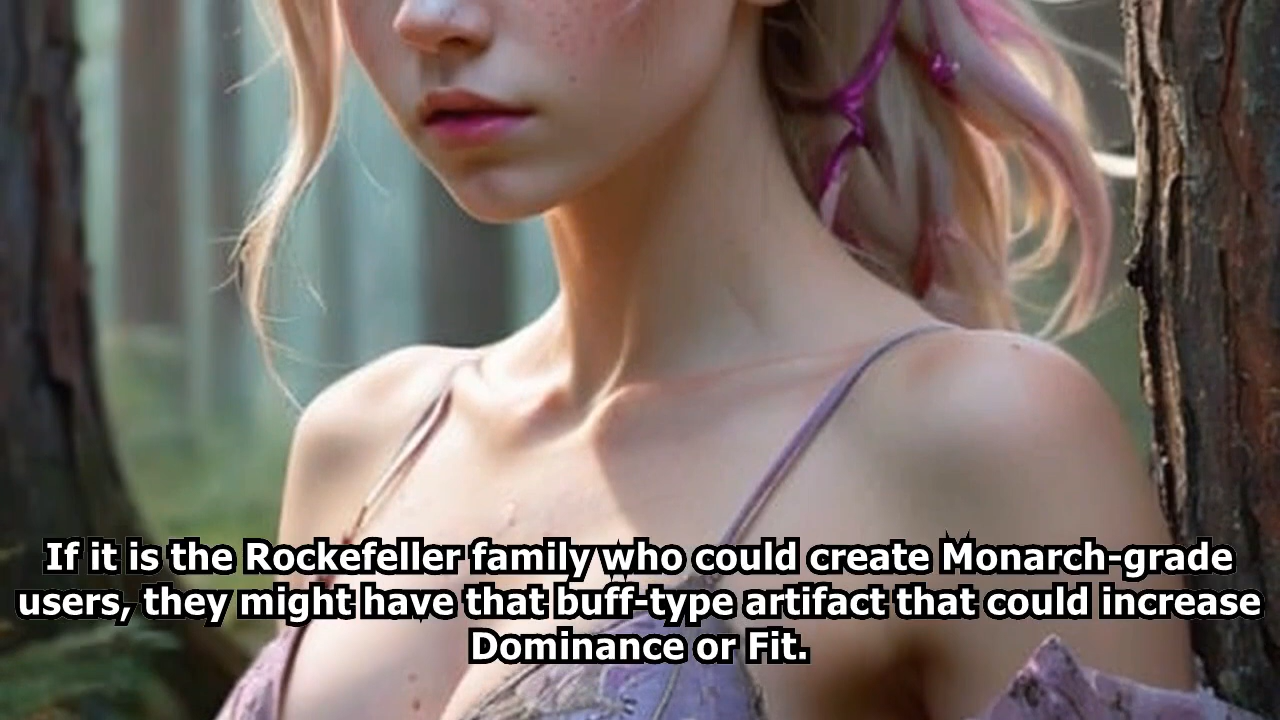 If it is the Rockefeller family who could create Monarch-grade
users, they might have that buff-type artifact that could increase
Dominance or Fit.